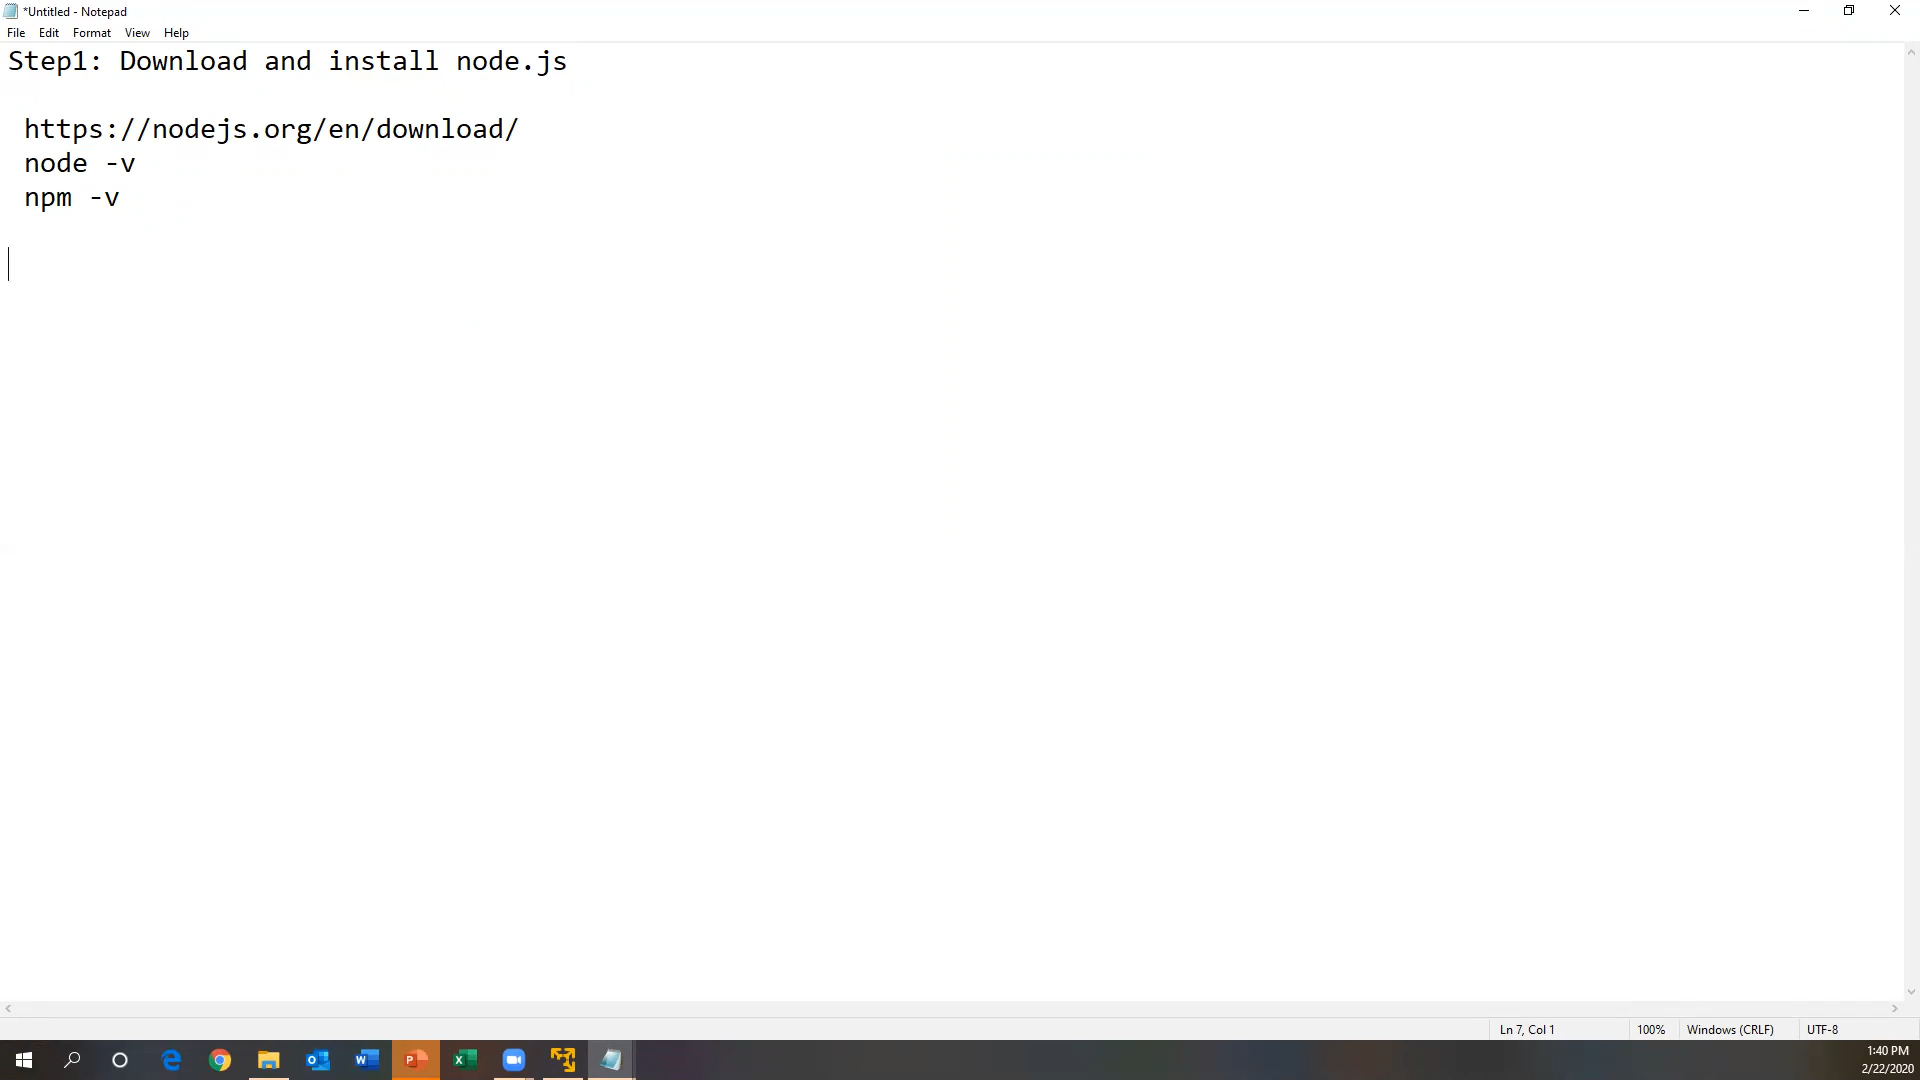 *Untitled - Notepad
File Edit Format View Help
Step1: Download and install node.js
https://nodejs.org/en/download/
node -v
npm -v
Ln 7, Col 1 100% Windows (CRLF) UTF-8
1:40 PM
2/22/2020